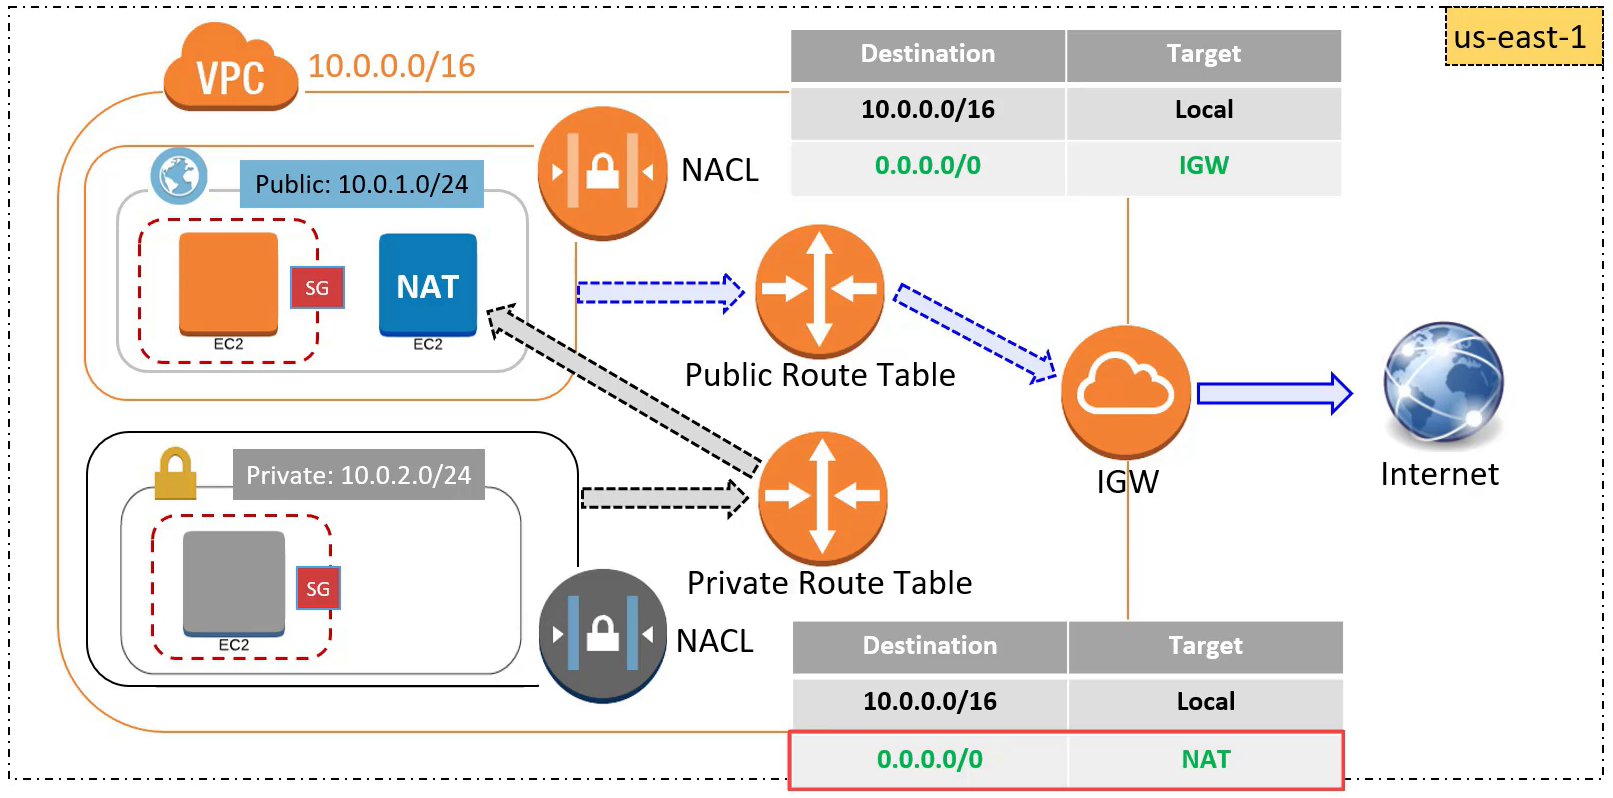 us-east-1
VPC
10.0.0.0/16
Destination Target
10.0.0.0/16 Local
0.0.0.0/0 IGW
NACL
Public: 10.0.1.0/24
SG
NAT
EC2
EC2
Public Route Table
IGW
Internet
Private: 10.0.2.0/24
SG
EC2
Private Route Table
NACL
Destination Target
10.0.0.0/16 Local
0.0.0.0/0 NAT